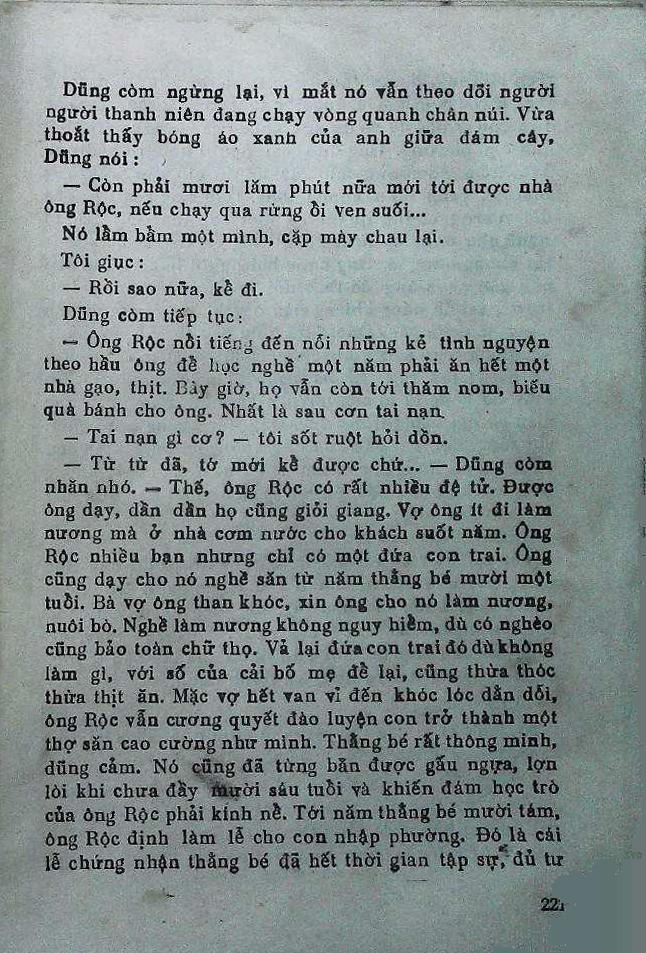 Dũng còm ngừng lại, vì mắt nó vẫn theo dõi người
người thanh niên đang chạy vòng quanh chân núi. Vừa
thoắt thấy bóng áo xanh của anh giữa đám cây,
Dũng nói :
— Còn phải mươi lăm phút nữa mới tới được nhà
ông Rộc, nếu chạy qua rừng ổi ven suối...
Nó lầm bầm một mình, cặp mày chau lại.
Tôi giục :
— Rồi sao nữa, kể đi.
Dũng còm tiếp tục :
— Ông Rộc nổi tiếng đến nỗi những kẻ tình nguyện
theo hầu ông để học nghề một năm phải ăn hết một
nhà gạo, thịt. Bây giờ, họ vẫn còn tới thăm nom, biếu
quà bánh cho ông. Nhất là sau cơn tai nạn.
— Tai nạn gì cơ ? — tôi sốt ruột hỏi dồn.
— Từ từ đã, tớ mới kể được chứ... — Dũng còm
nhăn nhó. — Thế, ông Rộc có rất nhiều đệ tử. Được
ông dạy, dần dần họ cũng giỏi giang. Vợ ông ít đi làm
nương mà ở nhà cơm nước cho khách suốt năm. Ông
Rộc nhiều bạn nhưng chỉ có một đứa con trai. Ông
cũng dạy cho nó nghề săn từ năm thằng bé mười một
tuổi. Bà vợ ông than khóc, xin ông cho nó làm nương,
nuôi bò. Nghề làm nương không nguy hiểm, dù có nghèo
cũng bảo toàn chữ thọ. Vả lại đứa con trai đó dù không
làm gì, với số của cải bố mẹ để lại, cũng thừa thóc
thừa thịt ăn. Mặc vợ hết van vỉ đến khóc lóc dằn dỗi,
ông Rộc vẫn cương quyết đào luyện con trở thành một
thợ săn cao cường như mình. Thằng bé rất thông minh,
dũng cảm. Nó cũng đã từng bắn được gấu ngựa, lợn
lòi khi chưa đầy mười sáu tuổi và khiến đám học trò
của ông Rộc phải kính nể. Tới năm thằng bé mười tám,
ông Rộc định làm lễ cho con nhập phường. Đó là cái
lễ chứng nhận thằng bé đã hết thời gian tập sự, đủ tư
221